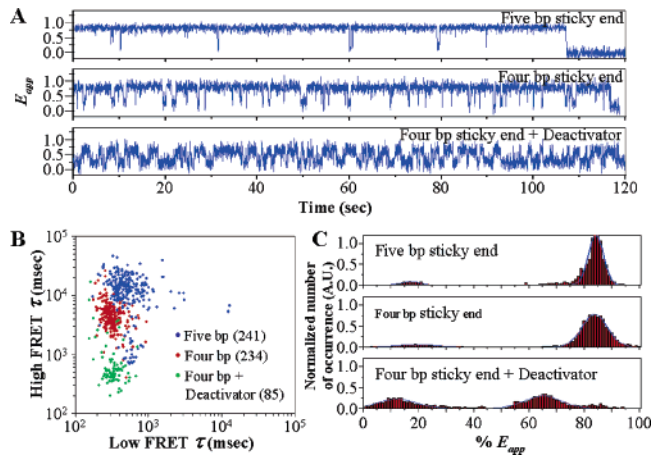 A
Five bp sticky end
1.0
0.5
0.0
Four bp sticky end
1.0
0.5
0.0
Four bp sticky end + Deactivator
1.0
0.5
0.0
E_app
0 20 40 60 80 100 120
Time (sec)
B
10^5
10^4
10^3
10^2
High FRET τ (msec)
Five bp (241)
Four bp (234)
Four bp +
Deactivator (85)
10^2 10^3 10^4 10^5
Low FRET τ (msec)
C
Normalized number
of occurrence (A.U.)
Five bp sticky end
1.0
0.5
0.0
Four bp sticky end
1.0
0.5
0.0
Four bp sticky end + Deactivator
1.0
0.5
0.0
0 20 40 60 80 100
% E_app